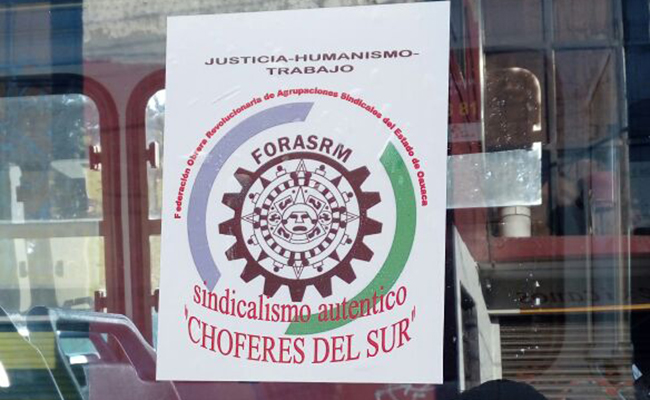 JUSTICIA-HUMANISMO-
TRABAJO
Federación Obrera Revolucionaria de Agrupaciones Sindicales del Estado de Oaxaca
FORASRM
sindicalismo autentico
"CHOFERES DEL SUR"
81